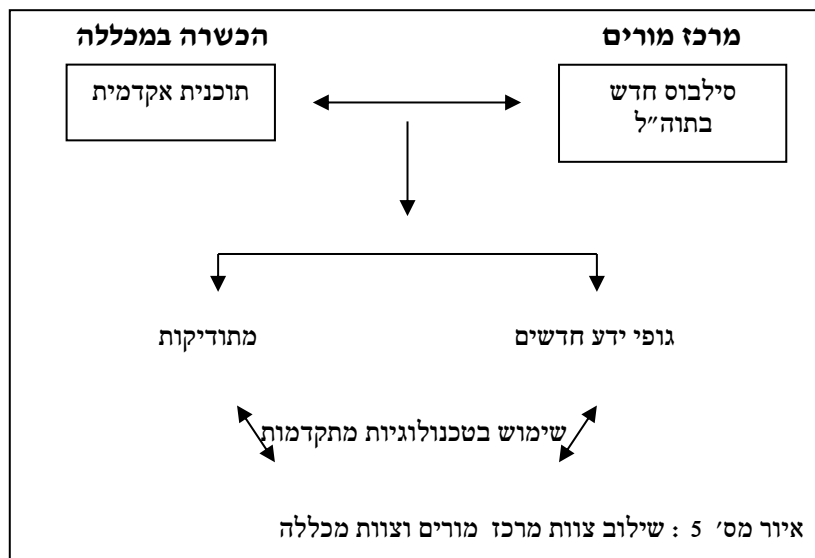 מרכז מורים
הכשרה במכללה
סילבוס חדש
בתוה״ל
תוכנית אקדמית
גופי ידע חדשים
מתודיקות
שימוש בטכנולוגיות מתקדמות
איור מס׳ 5 : שילוב צוות מרכז מורים וצוות מכללה